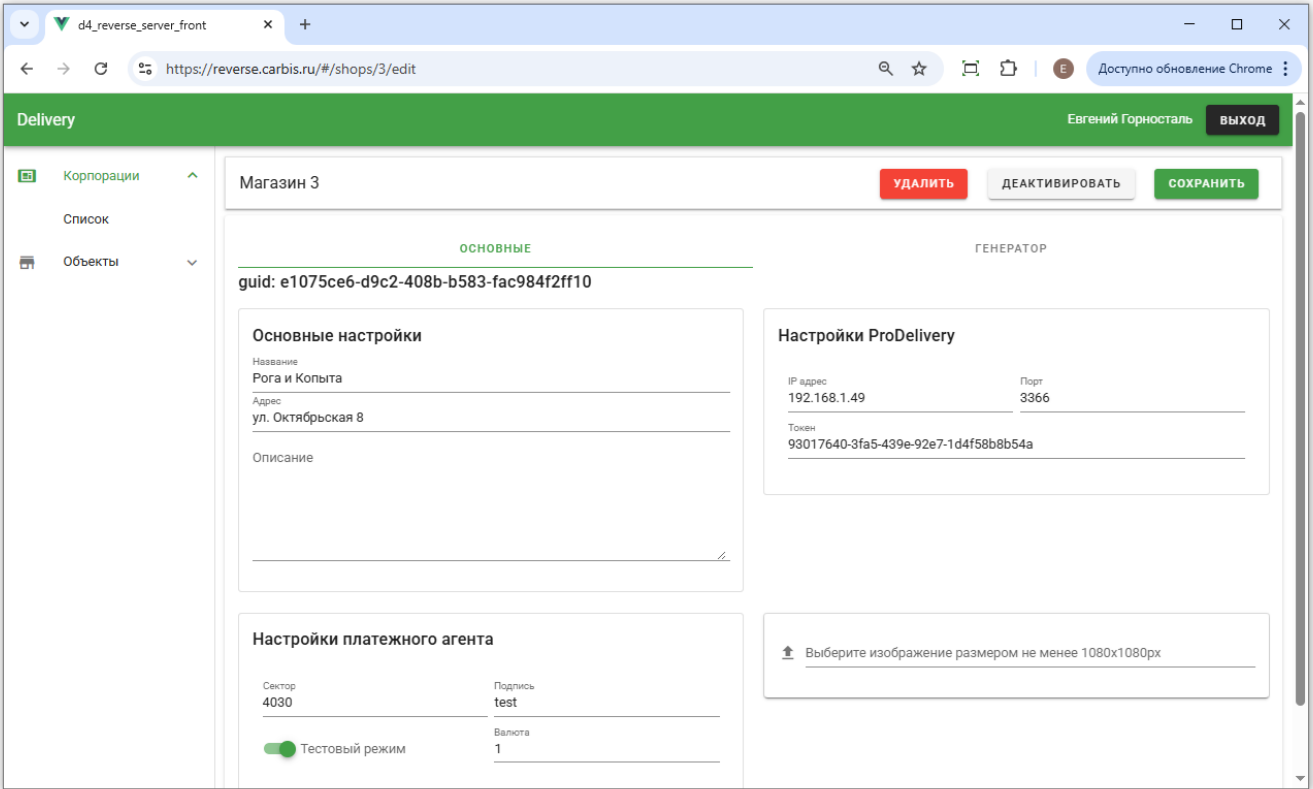 d4_reverse_server_front
https://reverse.carbis.ru/#/shops/3/edit
E
Доступно обновление Chrome
Delivery
Евгений Горносталь
ВЫХОД
Корпорации
Список
Объекты
Магазин 3
УДАЛИТЬ
ДЕАКТИВИРОВАТЬ
СОХРАНИТЬ
ОСНОВНЫЕ
ГЕНЕРАТОР
guid: e1075ce6-d9c2-408b-b583-fac984f2ff10
Основные настройки
Название
Рога и Копыта
Адрес
ул. Октябрьская 8
Описание
Настройки ProDelivery
IP адрес
192.168.1.49
Порт
3366
Токен
93017640-3fa5-439e-92e7-1d4f58b8b54a
Настройки платежного агента
Сектор
4030
Подпись
test
Тестовый режим
Валюта
1
Выберите изображение размером не менее 1080x1080px